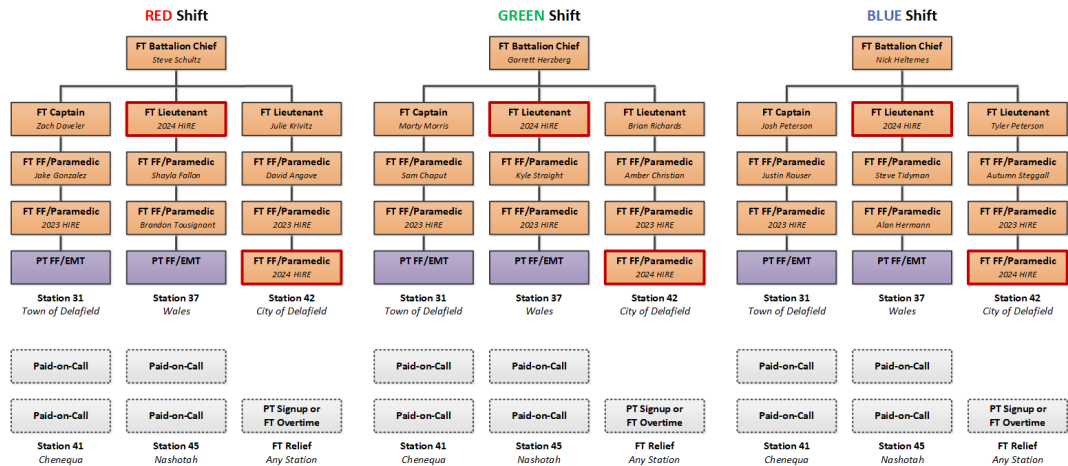 RED Shift
FT Battalion Chief
Steve Schultz
FT Captain
Zach Daveler
FT Lieutenant
2024 HIRE
FT Lieutenant
Julie Krivitz
FT FF/Paramedic
Jake Gonzalez
FT FF/Paramedic
Shayla Fallon
FT FF/Paramedic
David Angove
FT FF/Paramedic
2023 HIRE
FT FF/Paramedic
Brandon Tousignant
FT FF/Paramedic
2023 HIRE
PT FF/EMT
PT FF/EMT
FT FF/Paramedic
2024 HIRE
Station 31
Town of Delafield
Station 37
Wales
Station 42
City of Delafield
Paid-on-Call
Paid-on-Call
Paid-on-Call
Paid-on-Call
PT Signup or
FT Overtime
Station 41
Chenequa
Station 45
Nashotah
FT Relief
Any Station
GREEN Shift
FT Battalion Chief
Garrett Herzberg
FT Captain
Marty Morris
FT Lieutenant
2024 HIRE
FT Lieutenant
Brian Richards
FT FF/Paramedic
Sam Chaput
FT FF/Paramedic
Kyle Straight
FT FF/Paramedic
Amber Christian
FT FF/Paramedic
2023 HIRE
FT FF/Paramedic
2023 HIRE
FT FF/Paramedic
2023 HIRE
PT FF/EMT
PT FF/EMT
FT FF/Paramedic
2024 HIRE
Station 31
Town of Delafield
Station 37
Wales
Station 42
City of Delafield
Paid-on-Call
Paid-on-Call
Paid-on-Call
Paid-on-Call
PT Signup or
FT Overtime
Station 41
Chenequa
Station 45
Nashotah
FT Relief
Any Station
BLUE Shift
FT Battalion Chief
Nick Heltemes
FT Captain
Josh Peterson
FT Lieutenant
2024 HIRE
FT Lieutenant
Tyler Peterson
FT FF/Paramedic
Justin Rauser
FT FF/Paramedic
Steve Tidyman
FT FF/Paramedic
Autumn Steggall
FT FF/Paramedic
2023 HIRE
FT FF/Paramedic
Alan Hermann
FT FF/Paramedic
2023 HIRE
PT FF/EMT
PT FF/EMT
FT FF/Paramedic
2024 HIRE
Station 31
Town of Delafield
Station 37
Wales
Station 42
City of Delafield
Paid-on-Call
Paid-on-Call
Paid-on-Call
Paid-on-Call
PT Signup or
FT Overtime
Station 41
Chenequa
Station 45
Nashotah
FT Relief
Any Station